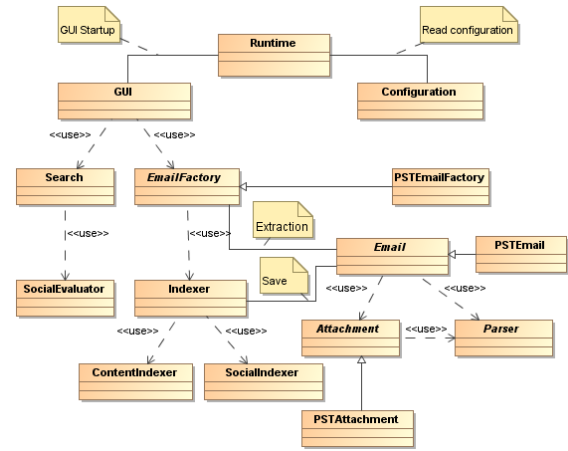 GUI Startup
Read configuration
Runtime
GUI
Configuration
<<use>>
<<use>>
Search
EmailFactory
PSTEmailFactory
<<use>>
<<use>>
Extraction
Email
PSTEmail
SocialEvaluator
Indexer
Save
<<use>>
<<use>>
<<use>>
<<use>>
Attachment
<<use>>
Parser
ContentIndexer
SocialIndexer
PSTAttachment